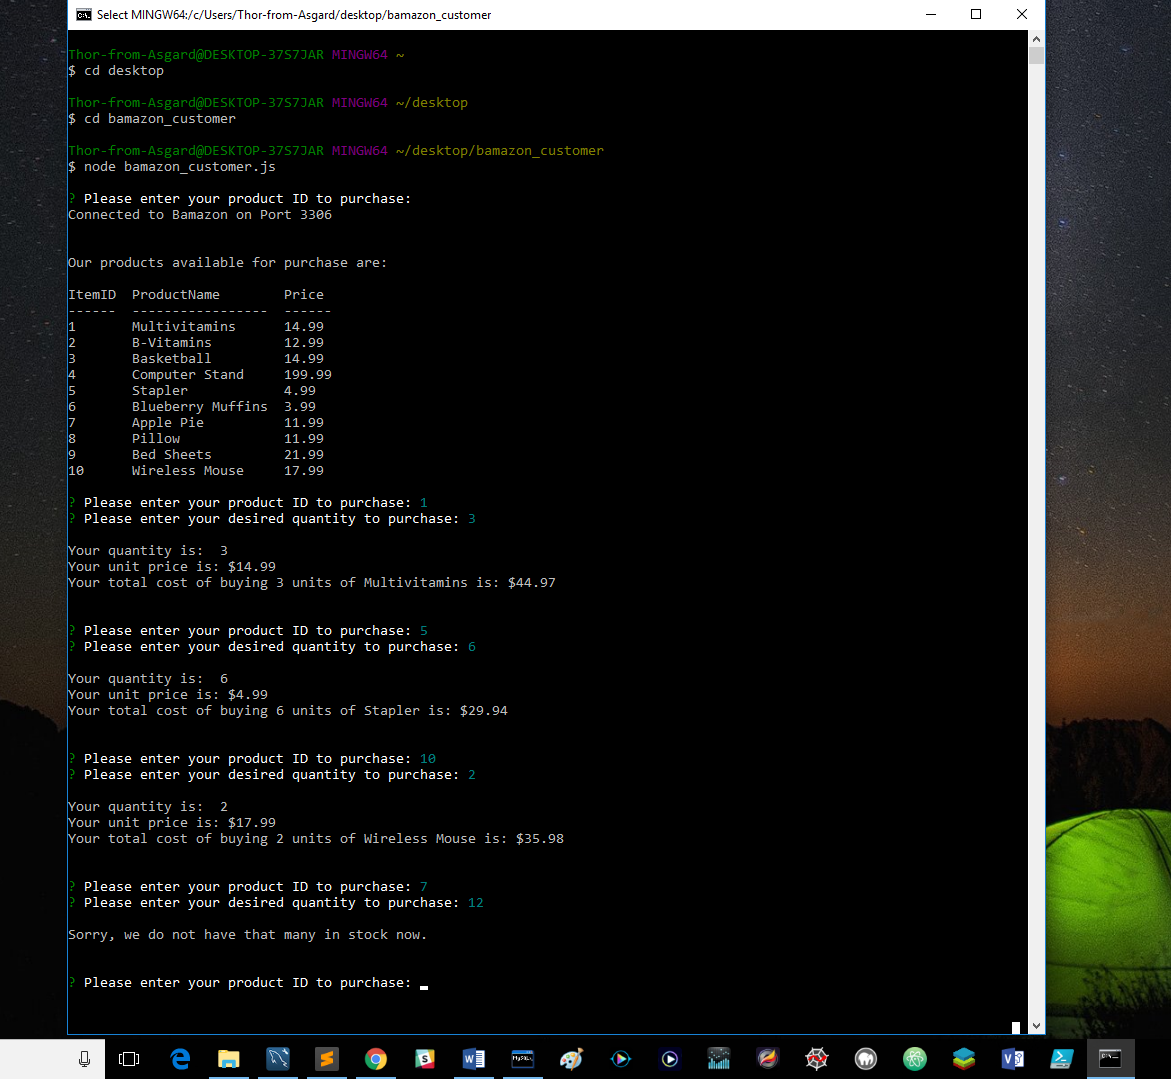 Select MINGW64:/c/Users/Thor-from-Asgard/desktop/bamazon_customer
Thor-from-Asgard@DESKTOP-37S7JAR MINGW64 ~
$ cd desktop
Thor-from-Asgard@DESKTOP-37S7JAR MINGW64 ~/desktop
$ cd bamazon_customer
Thor-from-Asgard@DESKTOP-37S7JAR MINGW64 ~/desktop/bamazon_customer
$ node bamazon_customer.js
? Please enter your product ID to purchase:
Connected to Bamazon on Port 3306
Our products available for purchase are:
ItemID  ProductName        Price
------  -----------------  ------
1       Multivitamins      14.99
2       B-Vitamins         12.99
3       Basketball         14.99
4       Computer Stand     199.99
5       Stapler            4.99
6       Blueberry Muffins  3.99
7       Apple Pie          11.99
8       Pillow             11.99
9       Bed Sheets         21.99
10      Wireless Mouse     17.99
? Please enter your product ID to purchase: 1
? Please enter your desired quantity to purchase: 3
Your quantity is:  3
Your unit price is: $14.99
Your total cost of buying 3 units of Multivitamins is: $44.97
? Please enter your product ID to purchase: 5
? Please enter your desired quantity to purchase: 6
Your quantity is:  6
Your unit price is: $4.99
Your total cost of buying 6 units of Stapler is: $29.94
? Please enter your product ID to purchase: 10
? Please enter your desired quantity to purchase: 2
Your quantity is:  2
Your unit price is: $17.99
Your total cost of buying 2 units of Wireless Mouse is: $35.98
? Please enter your product ID to purchase: 7
? Please enter your desired quantity to purchase: 12
Sorry, we do not have that many in stock now.
? Please enter your product ID to purchase: